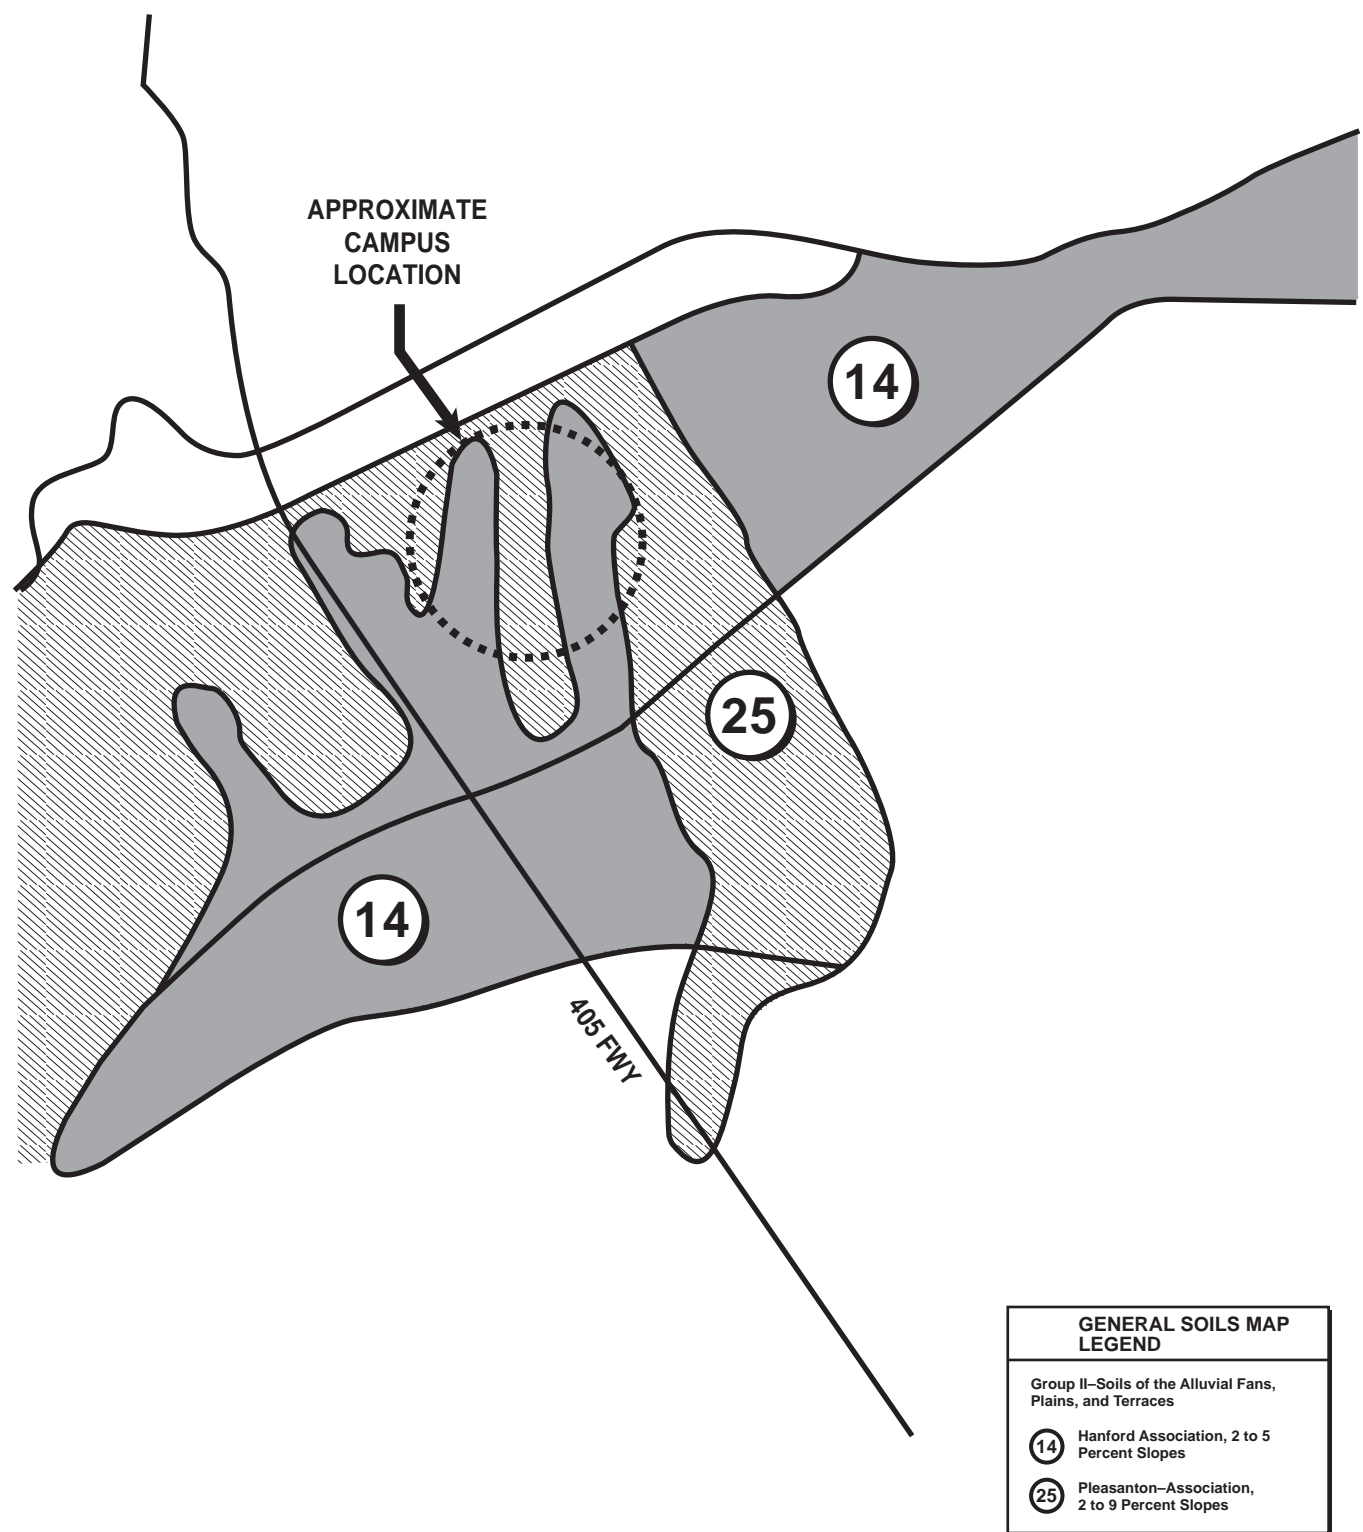 APPROXIMATE
CAMPUS
LOCATION
14
25
14
405 FWY
GENERAL SOILS MAP
LEGEND
Group II–Soils of the Alluvial Fans,
Plains, and Terraces
14
Hanford Association, 2 to 5
Percent Slopes
25
Pleasanton–Association,
2 to 9 Percent Slopes